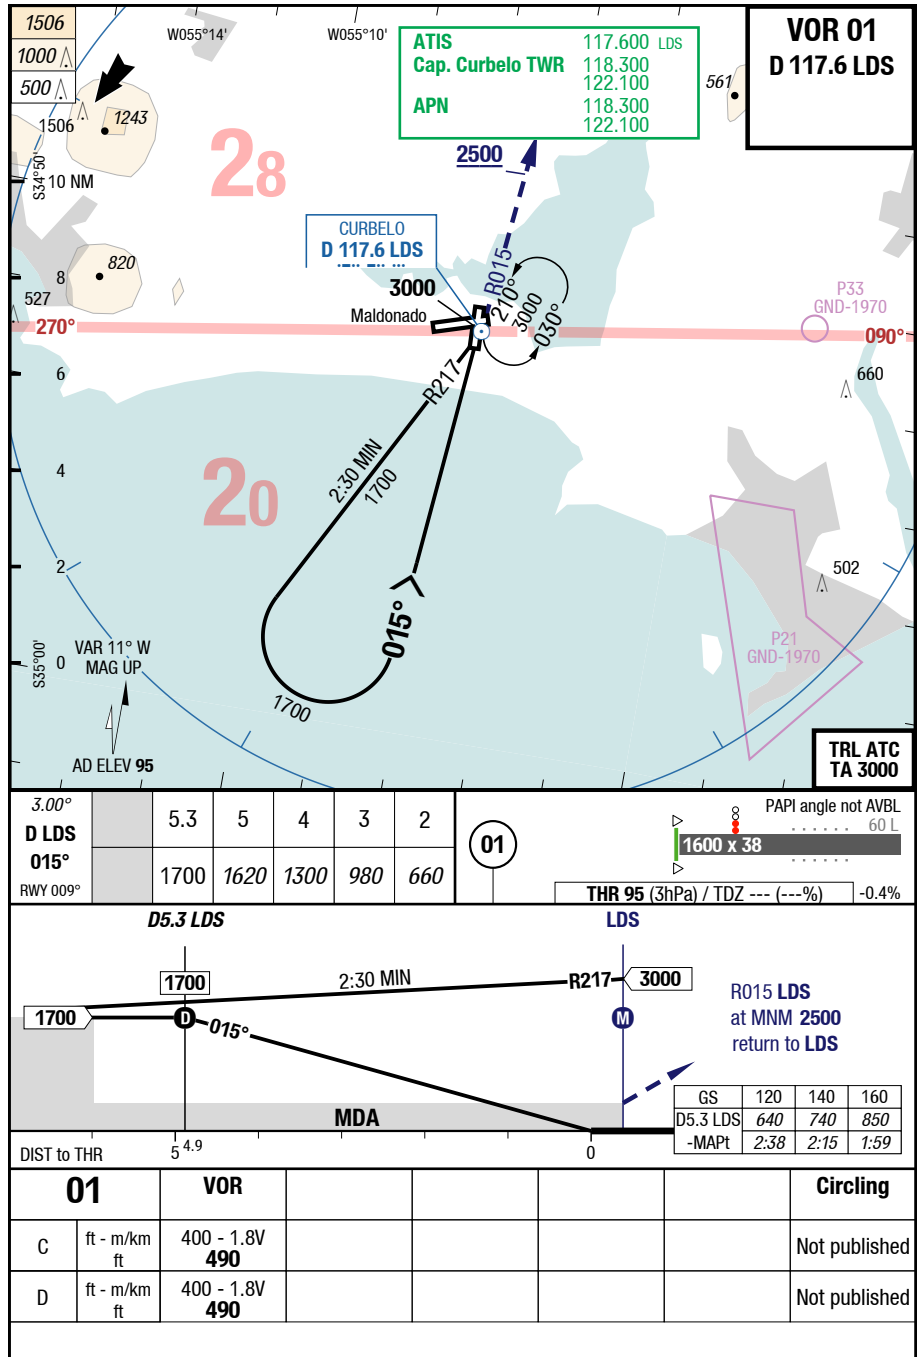 1506
1000
500
W055°14'
W055°10'
ATIS 117.600 LDS
Cap. Curbelo TWR 118.300
122.100
APN 118.300
122.100
VOR 01
D 117.6 LDS
561
1506
1243
28
2500
S34°50'
10 NM
CURBELO
D 117.6 LDS
R015
820
8
527
3000
Maldonado
210°
3000
030°
P33
GND-1970
270°
090°
6
R217
660
4
2:30 MIN
1700
20
2
502
015°
S35°00'
0
VAR 11° W
MAG UP
P21
GND-1970
1700
AD ELEV 95
TRL ATC
TA 3000
3.00°
D LDS
015°
RWY 009°
5.3 5 4 3 2
1700 1620 1300 980 660
01
PAPI angle not AVBL
60 L
1600 x 38
THR 95 (3hPa) / TDZ --- (---%) -0.4%
D5.3 LDS
LDS
1700
2:30 MIN
R217
3000
1700
D
015°
M
R015 LDS
at MNM 2500
return to LDS
MDA
GS 120 140 160
D5.3 LDS 640 740 850
-MAPt 2:38 2:15 1:59
DIST to THR
5 4.9
0
01 VOR Circling
C ft - m/km 400 - 1.8V Not published
ft 490
D ft - m/km 400 - 1.8V Not published
ft 490